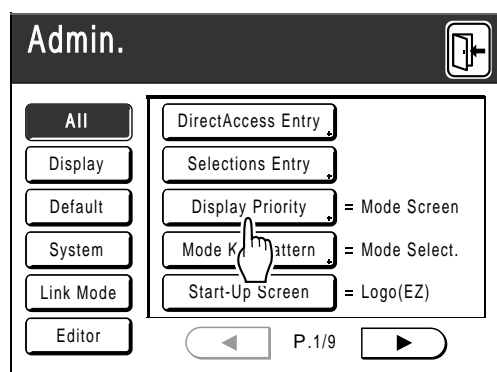 Admin.
All
DirectAccess Entry
Display
Selections Entry
Default
Display Priority = Mode Screen
System
Mode K attern = Mode Select.
Link Mode
Start-Up Screen = Logo(EZ)
Editor
P.1/9